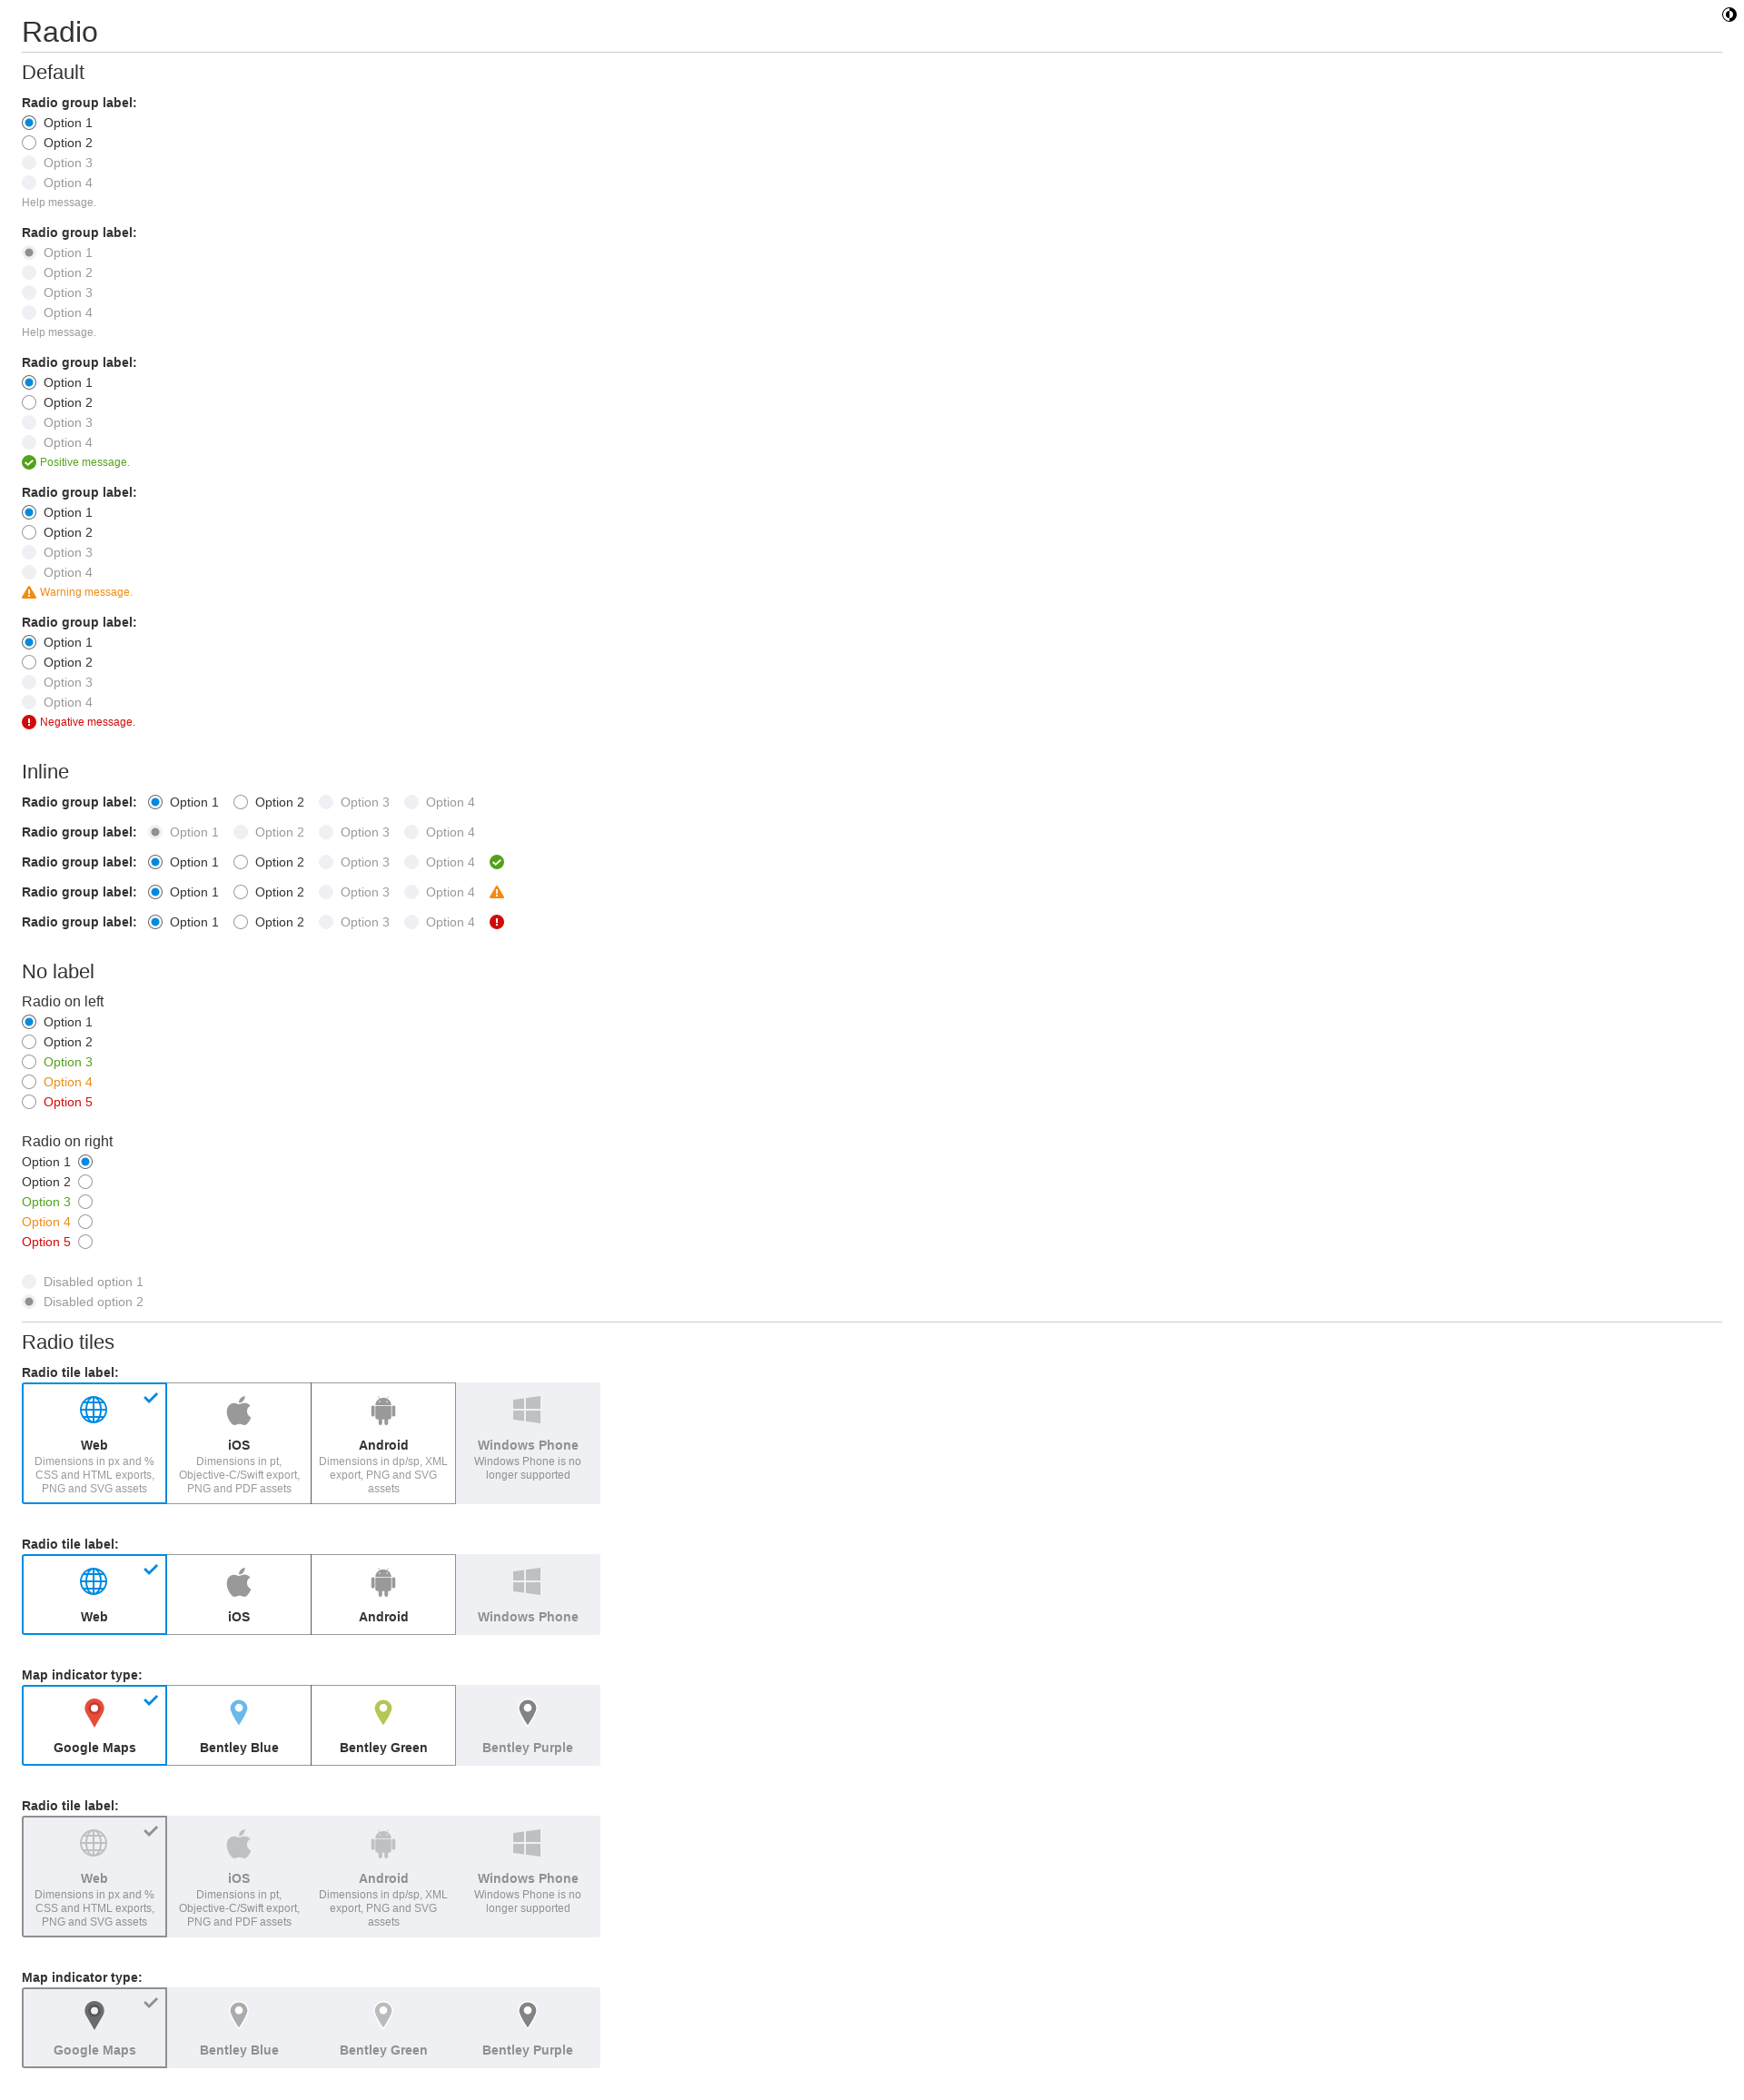 Radio
Default
Radio group label:
Option 1
Option 2
Option 3
Option 4
Help message.
Radio group label:
Option 1
Option 2
Option 3
Option 4
Help message.
Radio group label:
Option 1
Option 2
Option 3
Option 4
Positive message.
Radio group label:
Option 1
Option 2
Option 3
Option 4
Warning message.
Radio group label:
Option 1
Option 2
Option 3
Option 4
Negative message.
Inline
Radio group label: Option 1 Option 2 Option 3 Option 4
Radio group label: Option 1 Option 2 Option 3 Option 4
Radio group label: Option 1 Option 2 Option 3 Option 4
Radio group label: Option 1 Option 2 Option 3 Option 4
Radio group label: Option 1 Option 2 Option 3 Option 4
No label
Radio on left
Option 1
Option 2
Option 3
Option 4
Option 5
Radio on right
Option 1
Option 2
Option 3
Option 4
Option 5
Disabled option 1
Disabled option 2
Radio tiles
Radio tile label:
Web
Dimensions in px and %
CSS and HTML exports,
PNG and SVG assets
iOS
Dimensions in pt,
Objective-C/Swift export,
PNG and PDF assets
Android
Dimensions in dp/sp, XML
export, PNG and SVG
assets
Windows Phone
Windows Phone is no
longer supported
Radio tile label:
Web
iOS
Android
Windows Phone
Map indicator type:
Google Maps
Bentley Blue
Bentley Green
Bentley Purple
Radio tile label:
Web
Dimensions in px and %
CSS and HTML exports,
PNG and SVG assets
iOS
Dimensions in pt,
Objective-C/Swift export,
PNG and PDF assets
Android
Dimensions in dp/sp, XML
export, PNG and SVG
assets
Windows Phone
Windows Phone is no
longer supported
Map indicator type:
Google Maps
Bentley Blue
Bentley Green
Bentley Purple